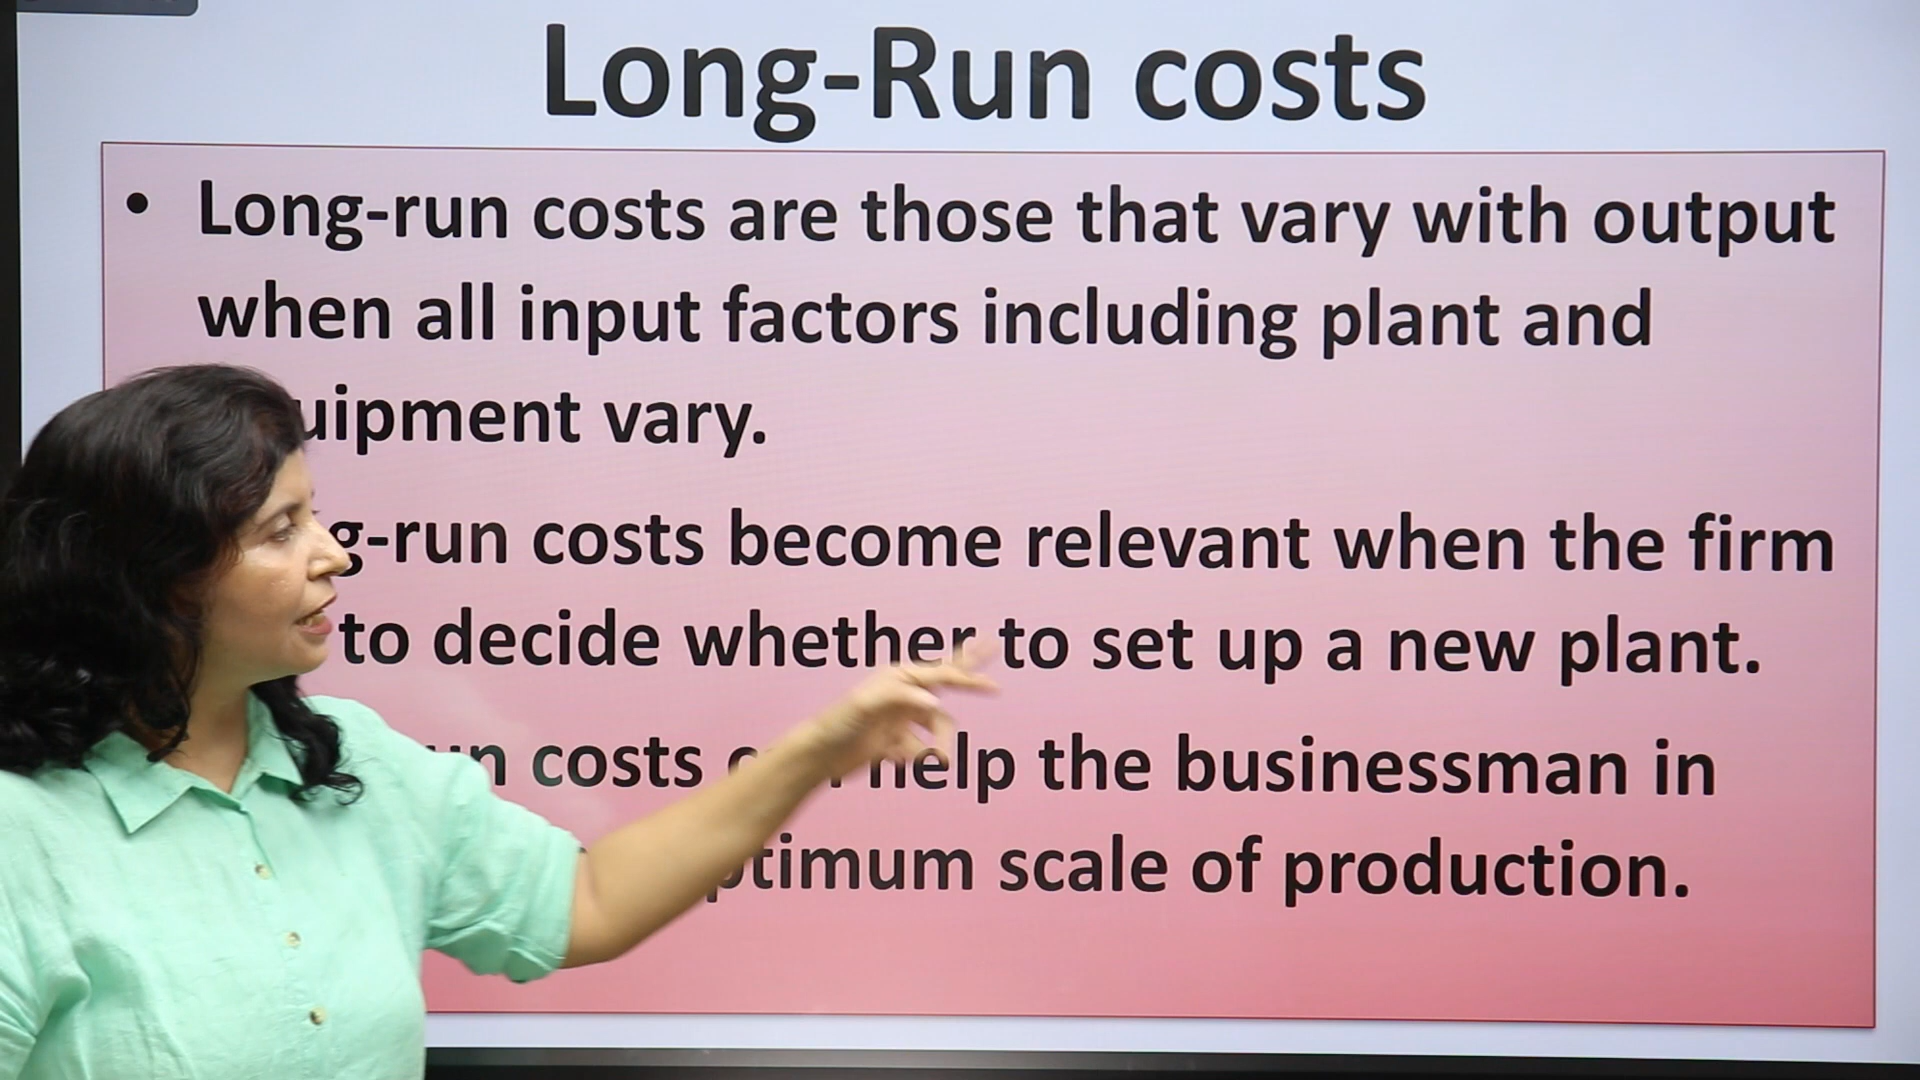 Long-Run costs
• Long-run costs are those that vary with output
when all input factors including plant and
uipment vary.
g-run costs become relevant when the firm
to decide whether to set up a new plant.
costs help the businessman in
timum scale of production.